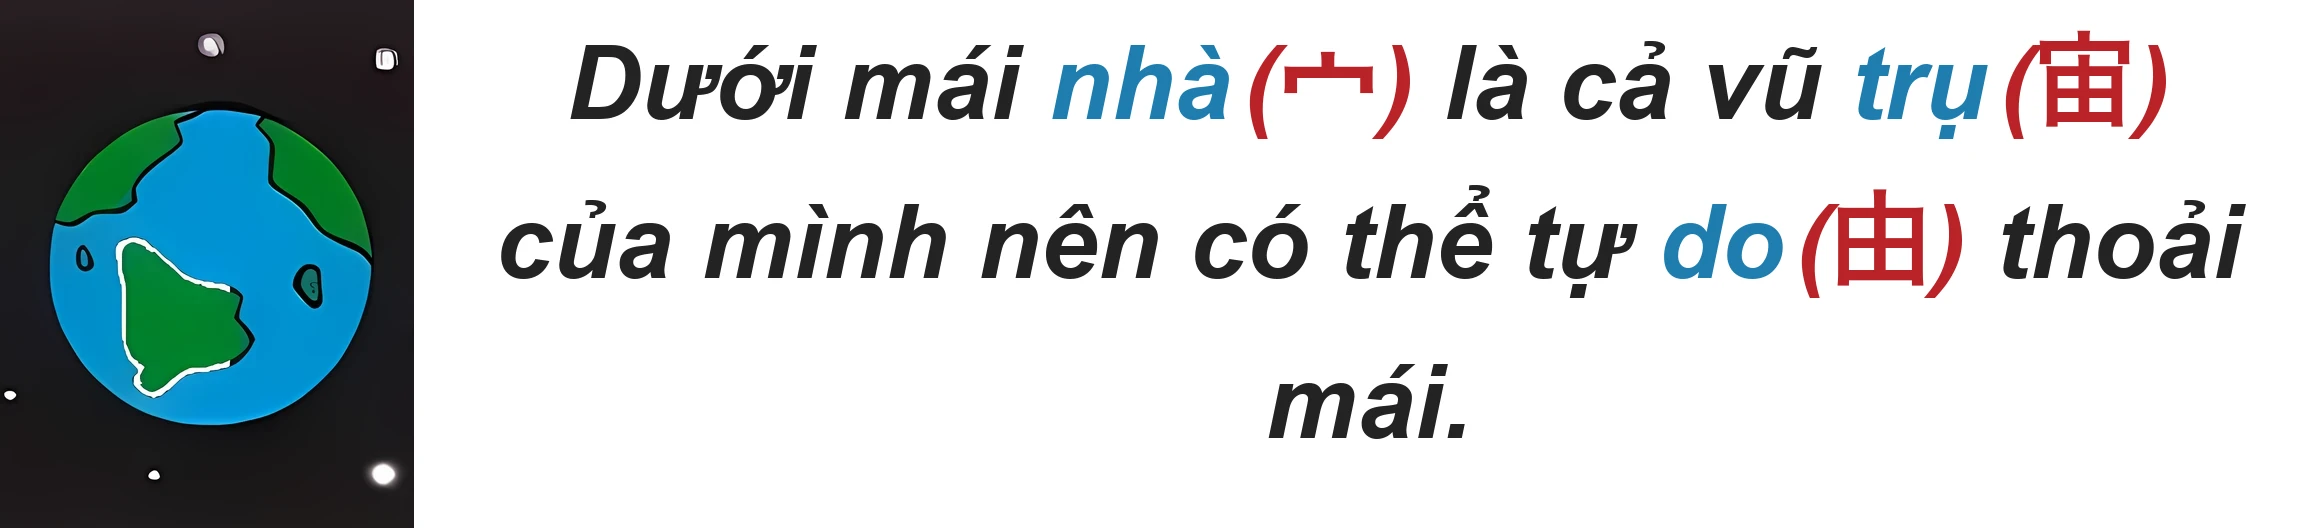 Dưới mái nhà(宀) là cả vũ trụ(宙)
của mình nên có thể tự do(由) thoải
mái.